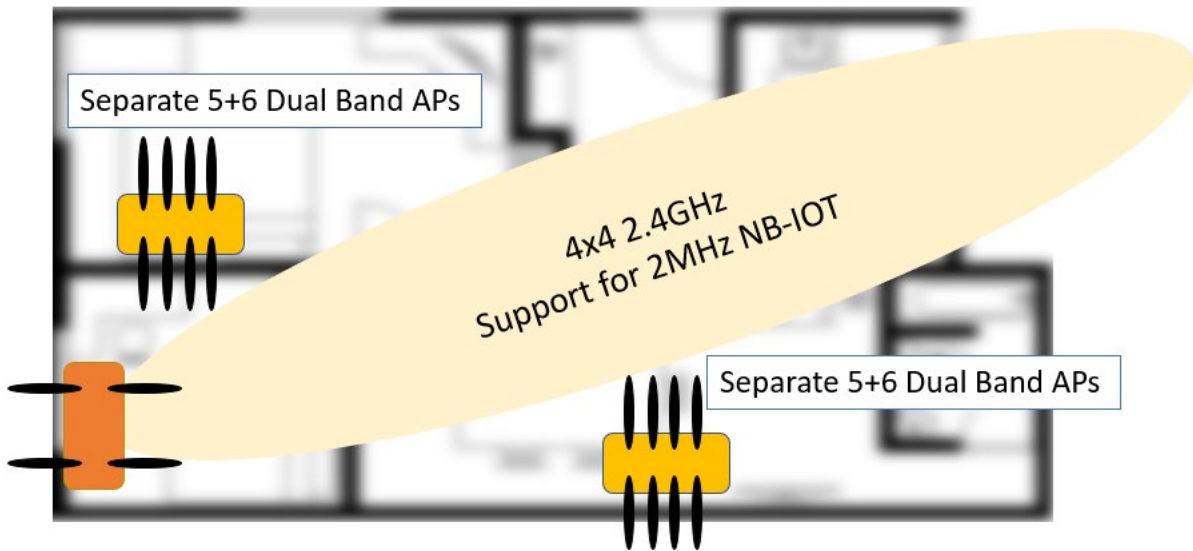 Separate 5+6 Dual Band APs
4x4 2.4GHz
Support for 2MHz NB-IOT
Separate 5+6 Dual Band APs